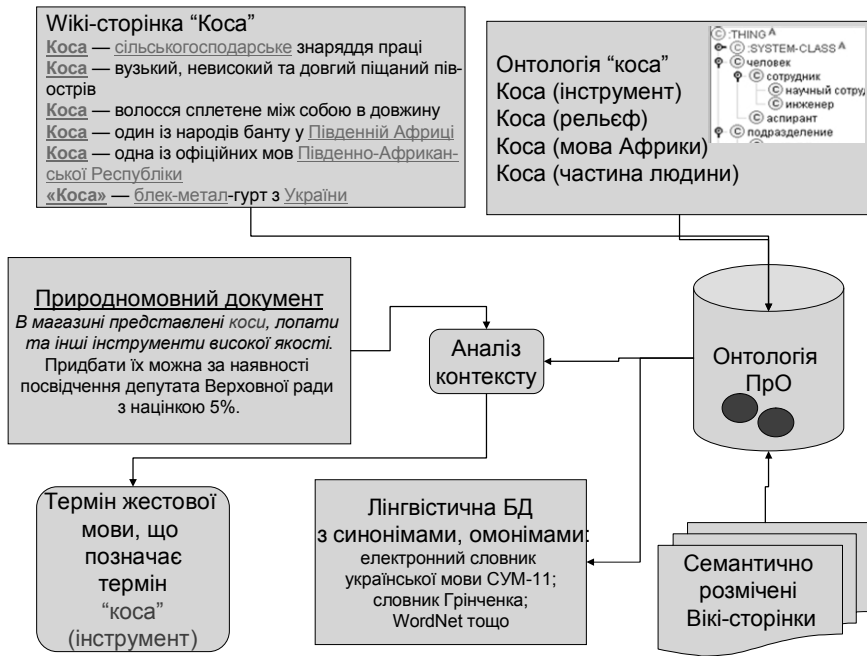 Wiki-сторінка “Коса”
Коса — сільськогосподарське знаряддя праці
Коса — вузький, невисокий та довгий піщаний пів-
острів
Коса — волосся сплетене між собою в довжину
Коса — один із народів банту у Південній Африці
Коса — одна із офіційних мов Південно-Африкан-
ської Республіки
«Коса» — блек-метал-гурт з України
Онтологія “коса”
Коса (інструмент)
Коса (рельєф)
Коса (мова Африки)
Коса (частина людини)
:THING
:SYSTEM-CLASS
человек
сотрудник
научный сотруд
инженер
аспирант
подразделение
Природномовний документ
В магазині представлені коси, лопати
та інші інструменти високої якості.
Придбати їх можна за наявності
посвідчення депутата Верховної ради
з націнкою 5%.
Аналіз
контексту
Онтологія
ПрО
Термін жестової
мови, що
позначає
термін
“коса”
(інструмент)
Лінгвістична БД
з синонімами, омонімами:
електронний словник
української мови СУМ-11;
словник Грінченка;
WordNet тощо
Семантично
розмічені
Вікі-сторінки